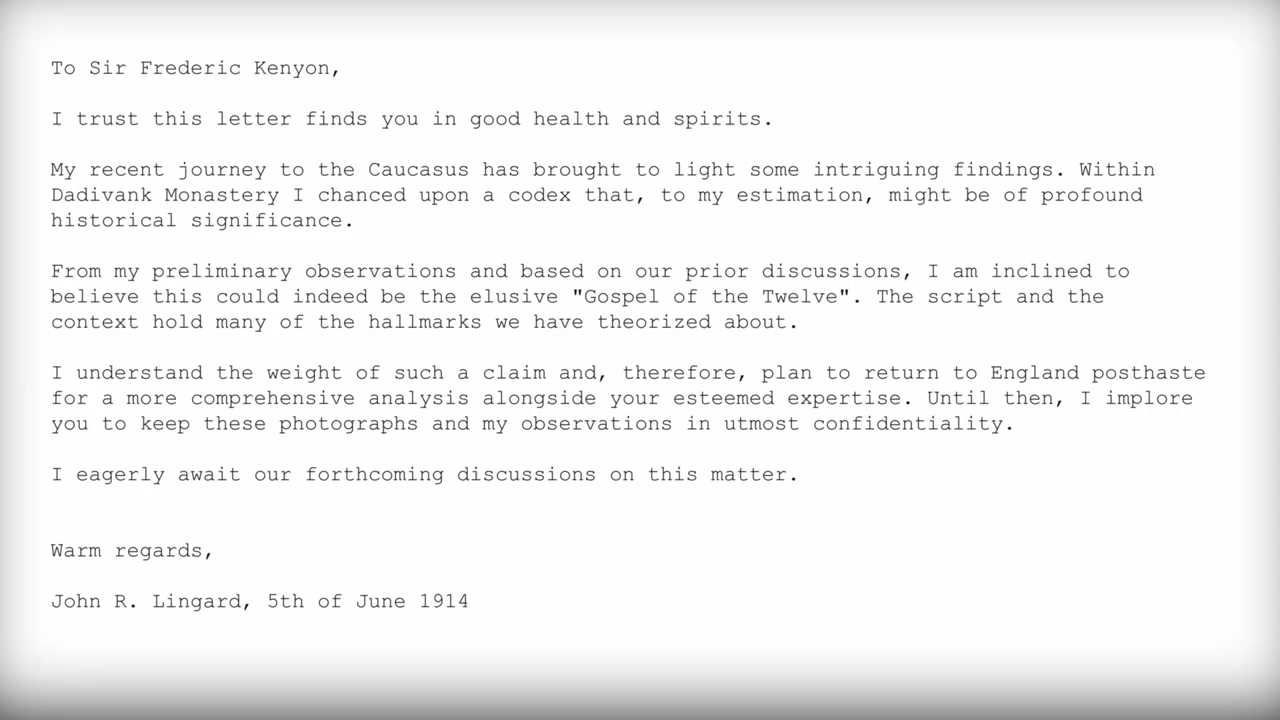 To Sir Frederic Kenyon,
I trust this letter finds you in good health and spirits.
My recent journey to the Caucasus has brought to light some intriguing findings. Within
Dadivank Monastery I chanced upon a codex that, to my estimation, might be of profound
historical significance.
From my preliminary observations and based on our prior discussions, I am inclined to
believe this could indeed be the elusive "Gospel of the Twelve". The script and the
context hold many of the hallmarks we have theorized about.
I understand the weight of such a claim and, therefore, plan to return to England posthaste
for a more comprehensive analysis alongside your esteemed expertise. Until then, I implore
you to keep these photographs and my observations in utmost confidentiality.
I eagerly await our forthcoming discussions on this matter.
Warm regards,
John R. Lingard, 5th of June 1914